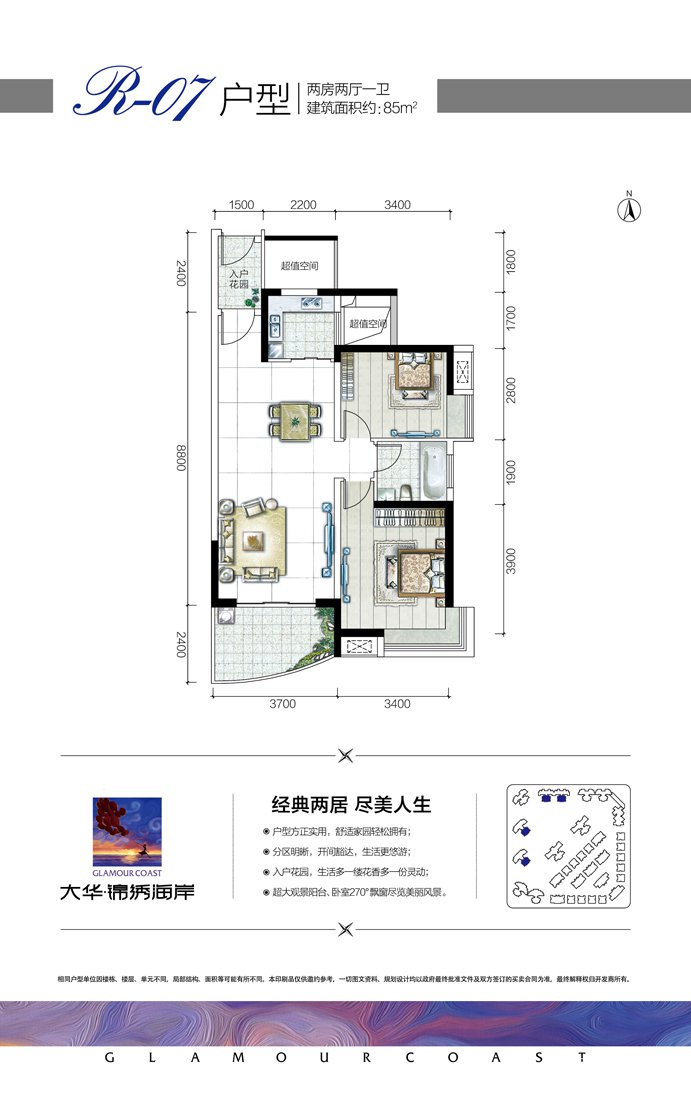 R-07 户型
两房两厅一卫
建筑面积约:85m²
N
1500 2200 3400
2400
8800
2400
1800
1700
2800
1900
3900
入户
花园
超值空间
超值空间
3700 3400
经典两居 尽美人生
户型方正实用，舒适家园轻松拥有；
分区明晰，开间豁达，生活更悠游；
入户花园，生活多一缕花香多一份灵动；
超大观景阳台、卧室270°飘窗尽览美丽风景。
GLAMOUR COAST
大华·锦绣海岸
相同户型单位因楼栋、楼层、单元不同，局部结构、面积等可能有所不同。本印刷品仅供邀约参考，一切图文资料、规划设计均以政府最终批准文件及双方签订的买卖合同为准，最终解释权归开发商所有。
GLAMOURCOAST